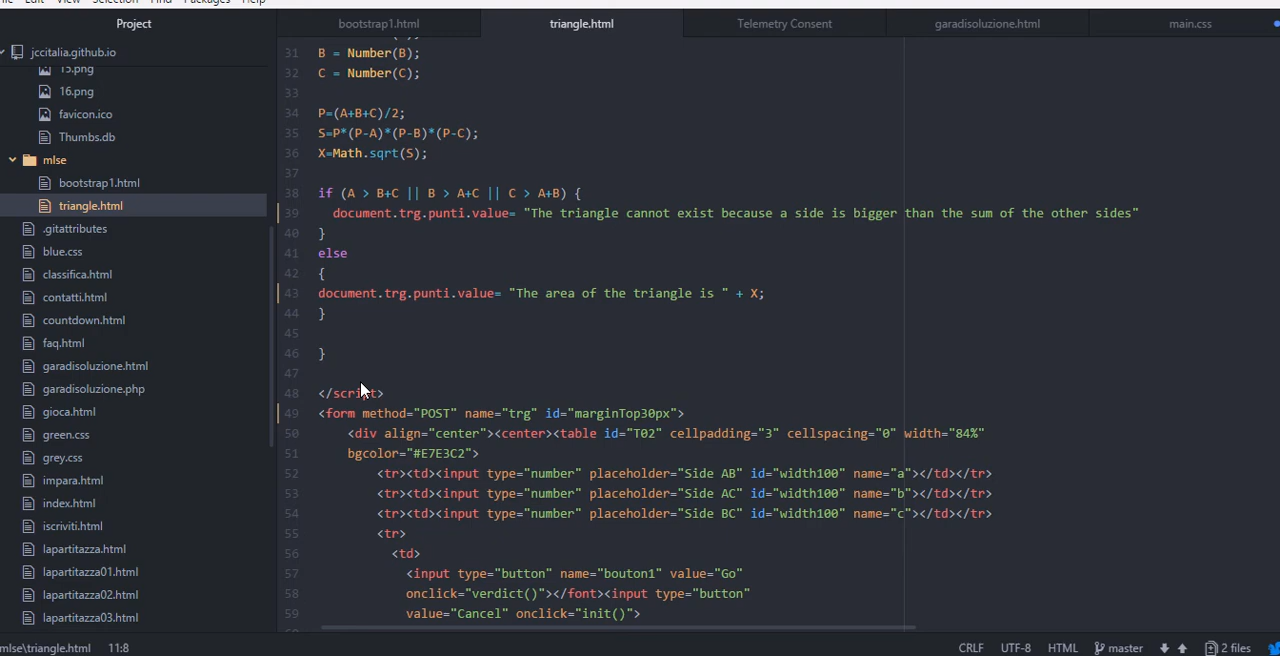 File Edit View Selection Find Packages Help
Project
bootstrap1.html
triangle.html
Telemetry Consent
garadisoluzione.html
main.css
jccitalia.github.io
15.png
16.png
favicon.ico
Thumbs.db
mlse
bootstrap1.html
triangle.html
.gitattributes
blue.css
classifica.html
contatti.html
countdown.html
faq.html
garadisoluzione.html
garadisoluzione.php
gioca.html
green.css
grey.css
impara.html
index.html
iscriviti.html
lapartitazza.html
lapartitazza01.html
lapartitazza02.html
lapartitazza03.html
31 B = Number(B);
32 C = Number(C);
33
34 P=(A+B+C)/2;
35 S=P*(P-A)*(P-B)*(P-C);
36 X=Math.sqrt(S);
37
38 if (A > B+C || B > A+C || C > A+B) {
39 document.trg.punti.value= "The triangle cannot exist because a side is bigger than the sum of the other sides"
40 }
41 else
42 {
43 document.trg.punti.value= "The area of the triangle is " + X;
44 }
45
46 }
47
48 </script>
49 <form method="POST" name="trg" id="marginTop30px">
50 <div align="center"><center><table id="T02" cellpadding="3" cellspacing="0" width="84%"
51 bgcolor="#E7E3C2">
52 <tr><td><input type="number" placeholder="Side AB" id="width100" name="a"></td></tr>
53 <tr><td><input type="number" placeholder="Side AC" id="width100" name="b"></td></tr>
54 <tr><td><input type="number" placeholder="Side BC" id="width100" name="c"></td></tr>
55 <tr>
56 <td>
57 <input type="button" name="bouton1" value="Go"
58 onclick="verdict()"></font><input type="button"
59 value="Cancel" onclick="init()">
mlse\triangle.html 11:8 CRLF UTF-8 HTML master 2 files